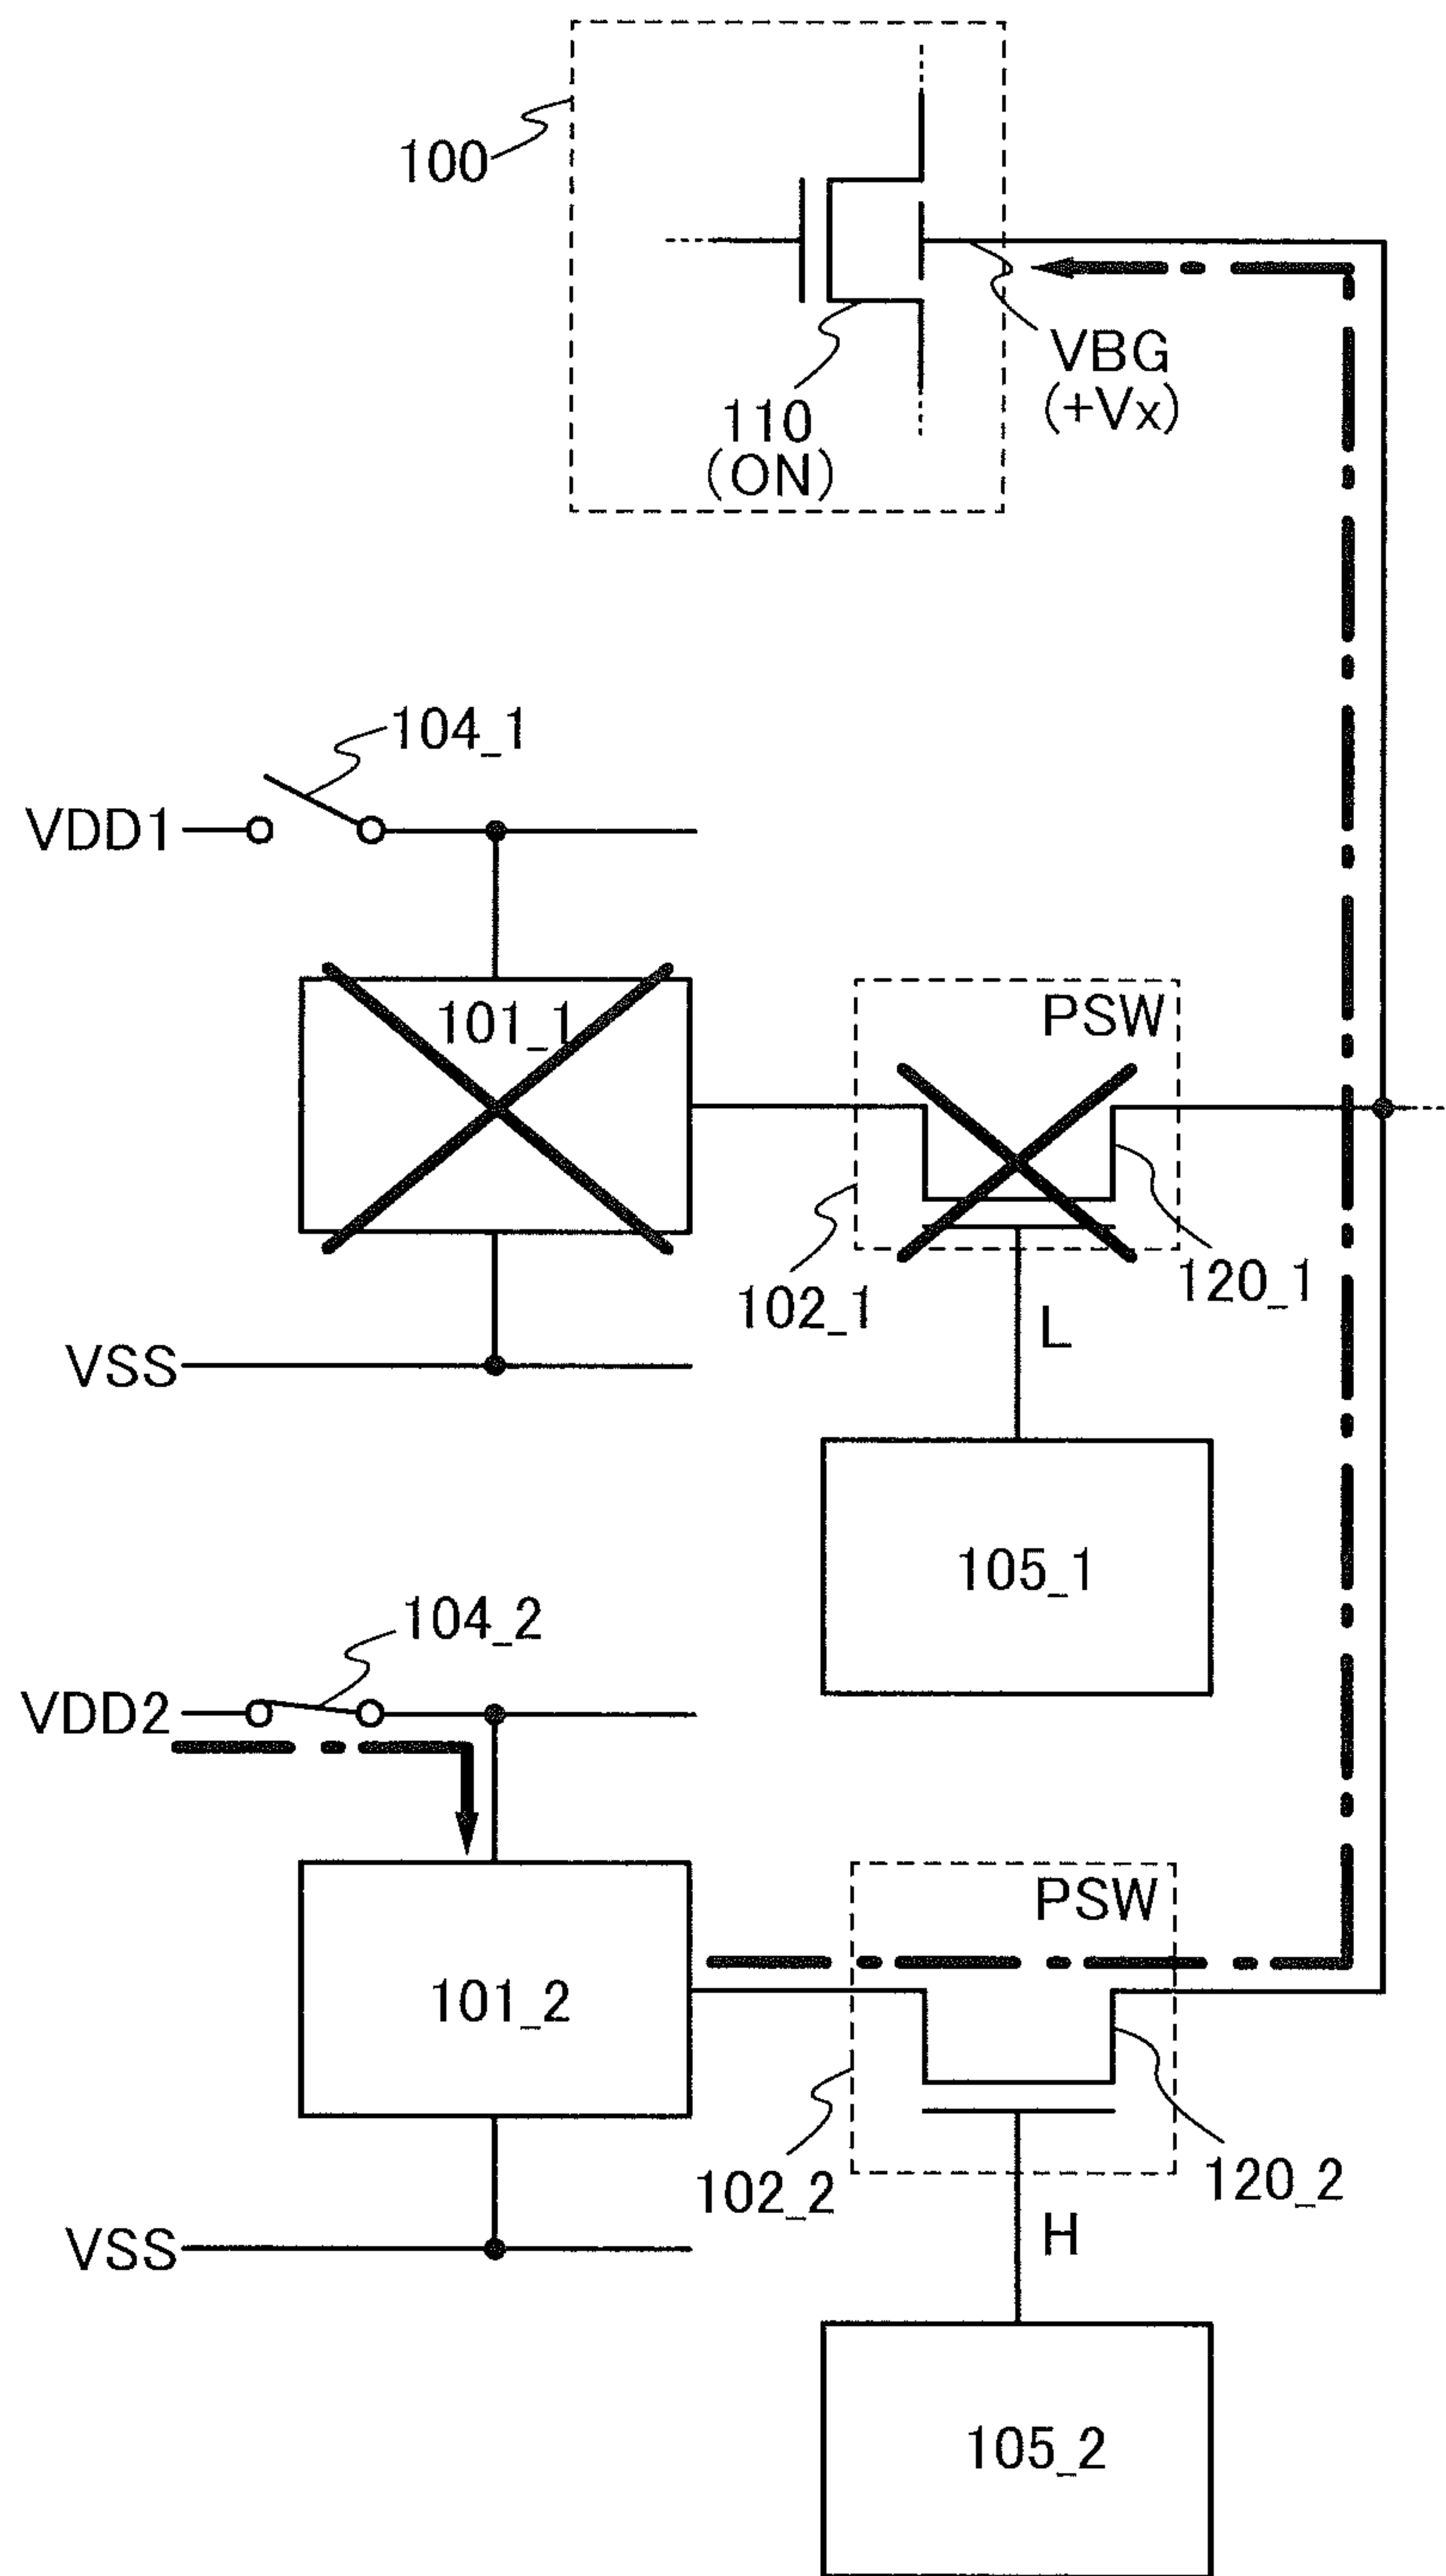 100
VBG
(+Vx)
110
(ON)
104_1
VDD1
101_1
PSW
102_1
120_1
L
VSS
105_1
104_2
VDD2
PSW
101_2
102_2
120_2
H
VSS
105_2